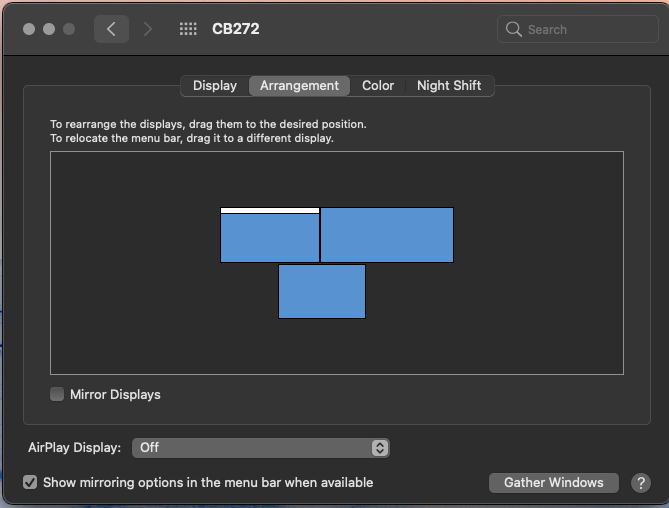 CB272
Search
Display Arrangement Color Night Shift
To rearrange the displays, drag them to the desired position.
To relocate the menu bar, drag it to a different display.
Mirror Displays
AirPlay Display: Off
Show mirroring options in the menu bar when available
Gather Windows ?